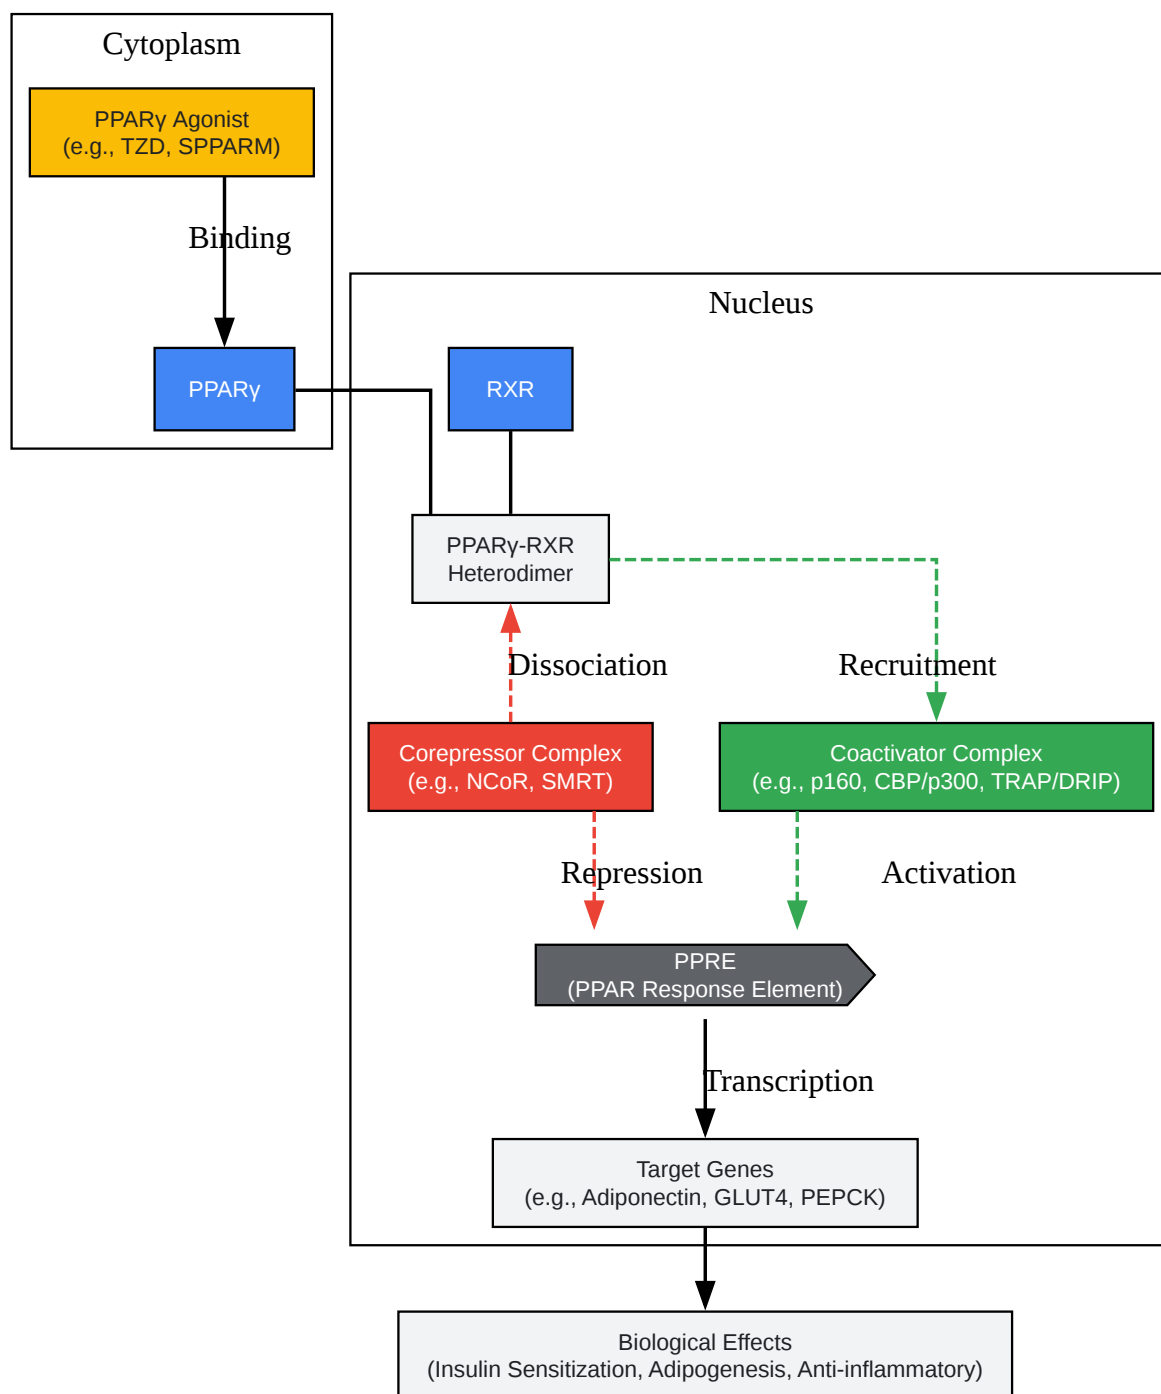 Cytoplasm
PPARγ Agonist
(e.g., TZD, SPPARM)
Binding
Nucleus
PPARγ
RXR
PPARγ-RXR
Heterodimer
Dissociation
Recruitment
Corepressor Complex
(e.g., NCoR, SMRT)
Coactivator Complex
(e.g., p160, CBP/p300, TRAP/DRIP)
Repression
Activation
PPRE
(PPAR Response Element)
Transcription
Target Genes
(e.g., Adiponectin, GLUT4, PEPCK)
Biological Effects
(Insulin Sensitization, Adipogenesis, Anti-inflammatory)